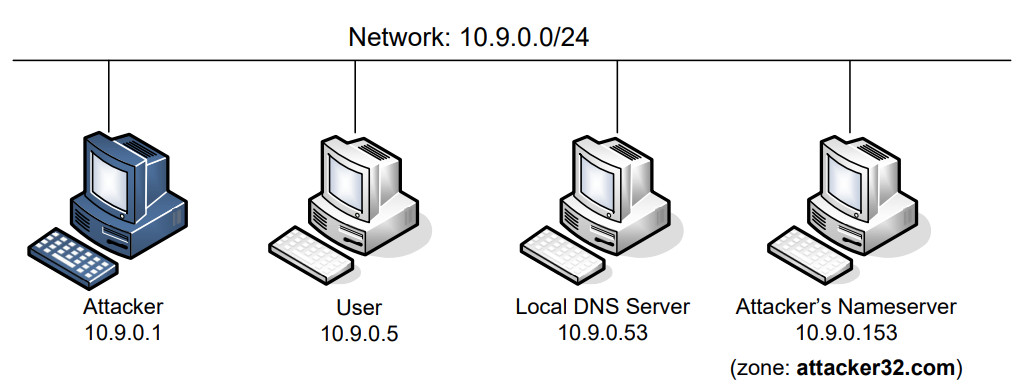 Network: 10.9.0.0/24
Attacker
10.9.0.1
User
10.9.0.5
Local DNS Server
10.9.0.53
Attacker's Nameserver
10.9.0.153
(zone: attacker32.com)